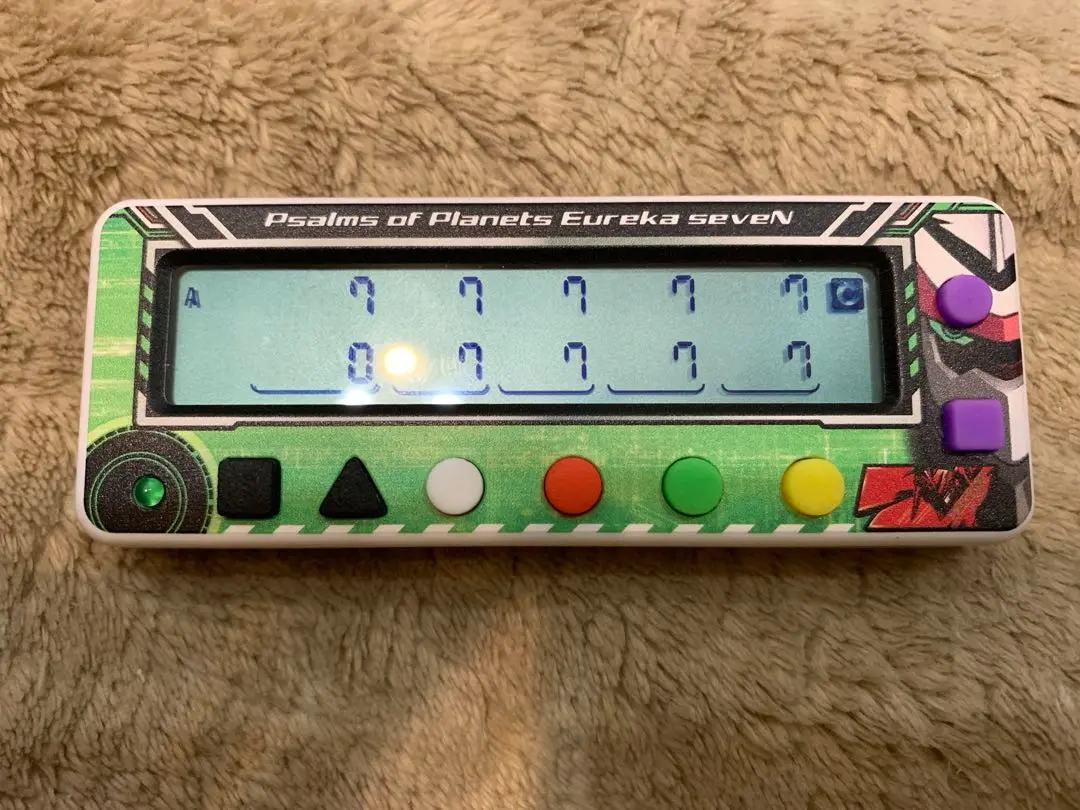 Psalms of Planets Eureka seveN
A 7 7 7 7 7 C
0 7 7 7 7